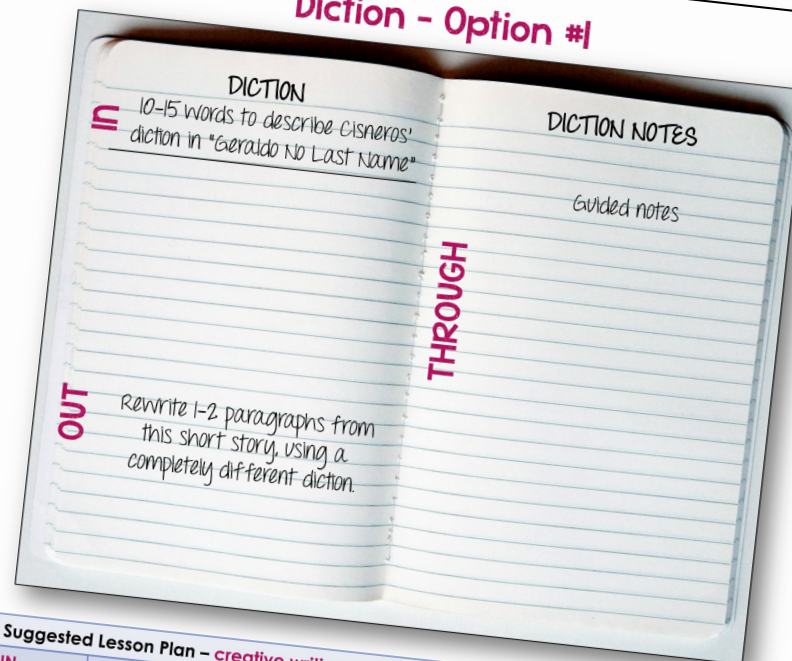 Diction - Option #1
DICTION
IN
10-15 words to describe Cisneros'
diction in "Geraldo No Last Name"
DICTION NOTES
Guided notes
THROUGH
OUT
Rewrite 1-2 paragraphs from
this short story, using a
completely different diction.
Suggested Lesson Plan – creative
IN